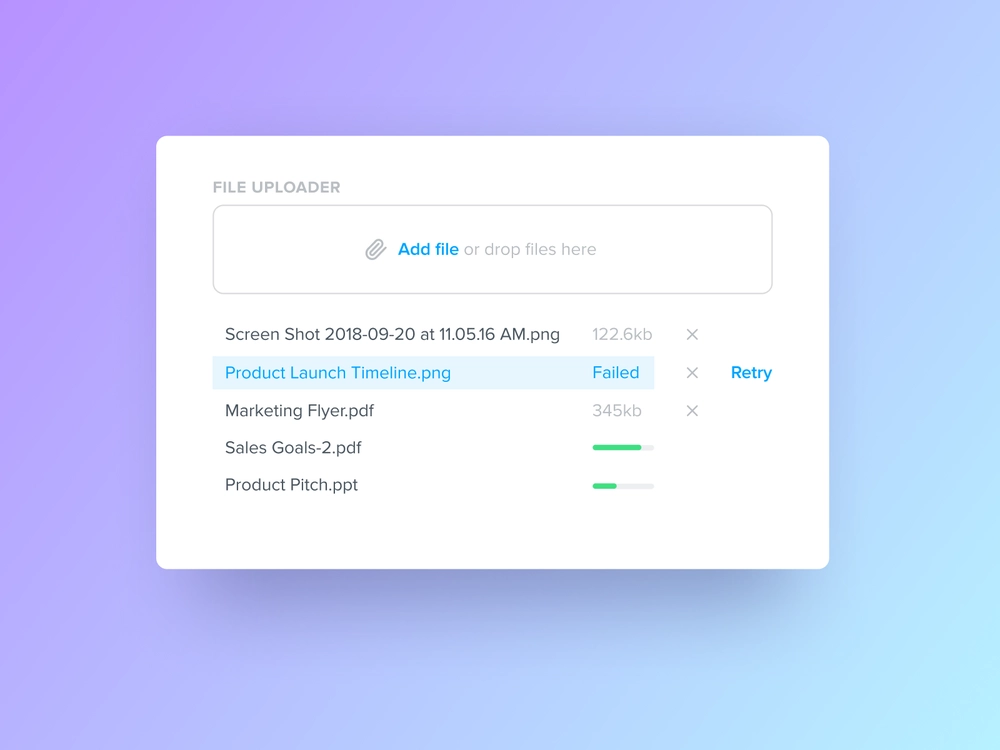 FILE UPLOADER
Add file or drop files here
Screen Shot 2018-09-20 at 11.05.16 AM.png 122.6kb
Product Launch Timeline.png Failed Retry
Marketing Flyer.pdf 345kb
Sales Goals-2.pdf
Product Pitch.ppt